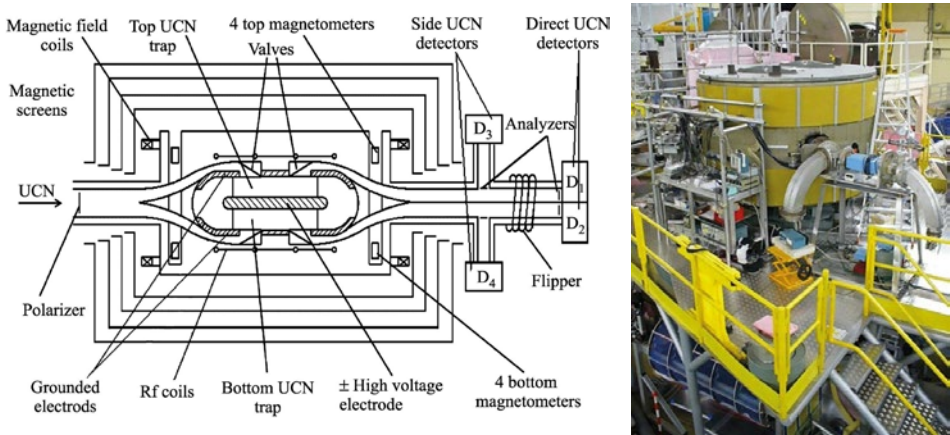 Magnetic field
coils
Top UCN
trap
4 top magnetometers
Valves
Side UCN
detectors
Direct UCN
detectors
Magnetic
screens
D3
Analyzers
UCN
D1
D2
Polarizer
D4
Flipper
Grounded
electrods
Rf coils
Bottom UCN
trap
± High voltage
electrode
4 bottom
magnetometers